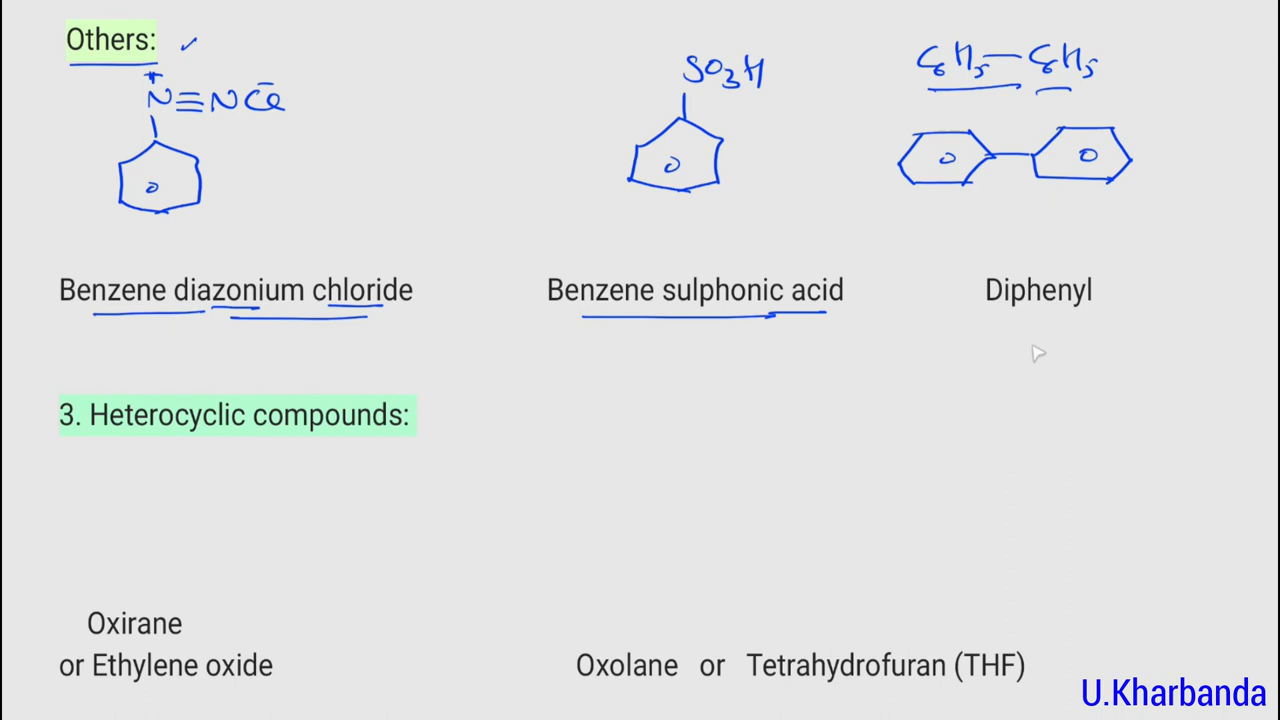 Others: ✓
N⁺≡NCl⁻
SO₃H
C₆H₅—C₆H₅
Benzene diazonium chloride
Benzene sulphonic acid
Diphenyl
3. Heterocyclic compounds:
Oxirane
or Ethylene oxide
Oxolane or Tetrahydrofuran (THF)
U.Kharbanda